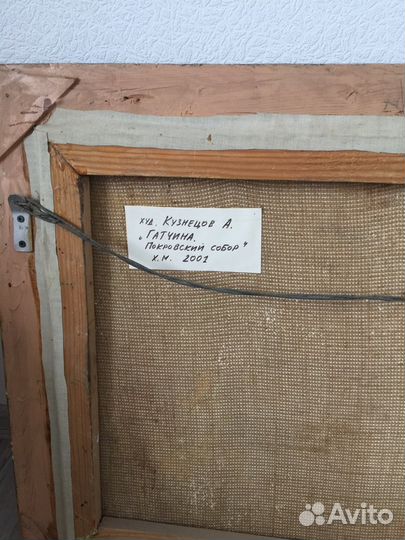 худ. Кузнецов А.
„Гатчина.
Покровский собор"
х.м. 2001
Avito